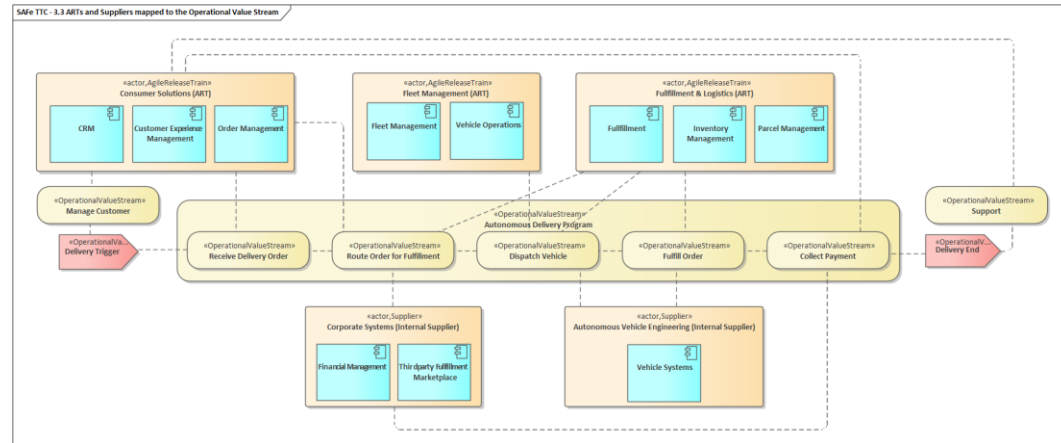 SAFe TTC - 3.3 ARTs and Suppliers mapped to the Operational Value Stream
«actor,AgileReleaseTrain»
Consumer Solutions (ART)
CRM
Customer Experience
Management
Order Management
«actor,AgileReleaseTrain»
Fleet Management (ART)
Fleet Management
Vehicle Operations
«actor,AgileReleaseTrain»
Fullfillment & Logistics (ART)
Fullfillment
Inventory
Management
Parcel Management
«OperationalValueStream»
Manage Customer
«OperationalValueStream»
Support
«OperationalValueStream»
Autonomous Delivery Program
«OperationalVa...
Delivery Trigger
«OperationalValueStream»
Receive Delivery Order
«OperationalValueStream»
Route Order for Fulfillment
«OperationalValueStream»
Dispatch Vehicle
«OperationalValueStream»
Fulfill Order
«OperationalValueStream»
Collect Payment
«OperationalV...
Delivery End
«actor,Supplier»
Corporate Systems (Internal Supplier)
Financial Management
Thirdparty Fullfillment
Marketplace
«actor,Supplier»
Autonomous Vehicle Engineering (Internal Supplier)
Vehicle Systems